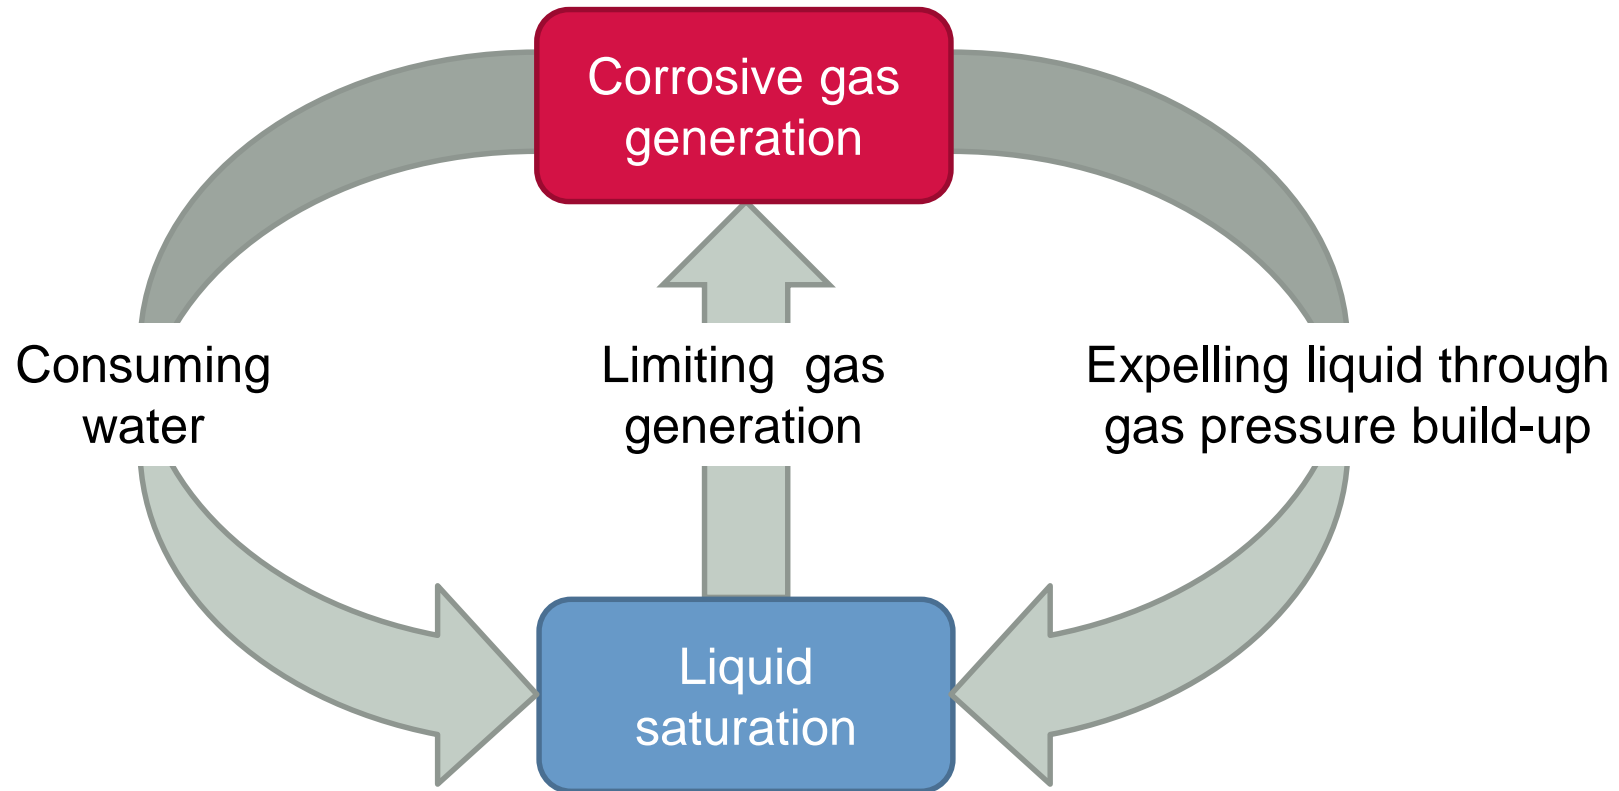 Corrosive gas
generation
Consuming
water
Limiting  gas
generation
Expelling liquid through
gas pressure build-up
Liquid
saturation